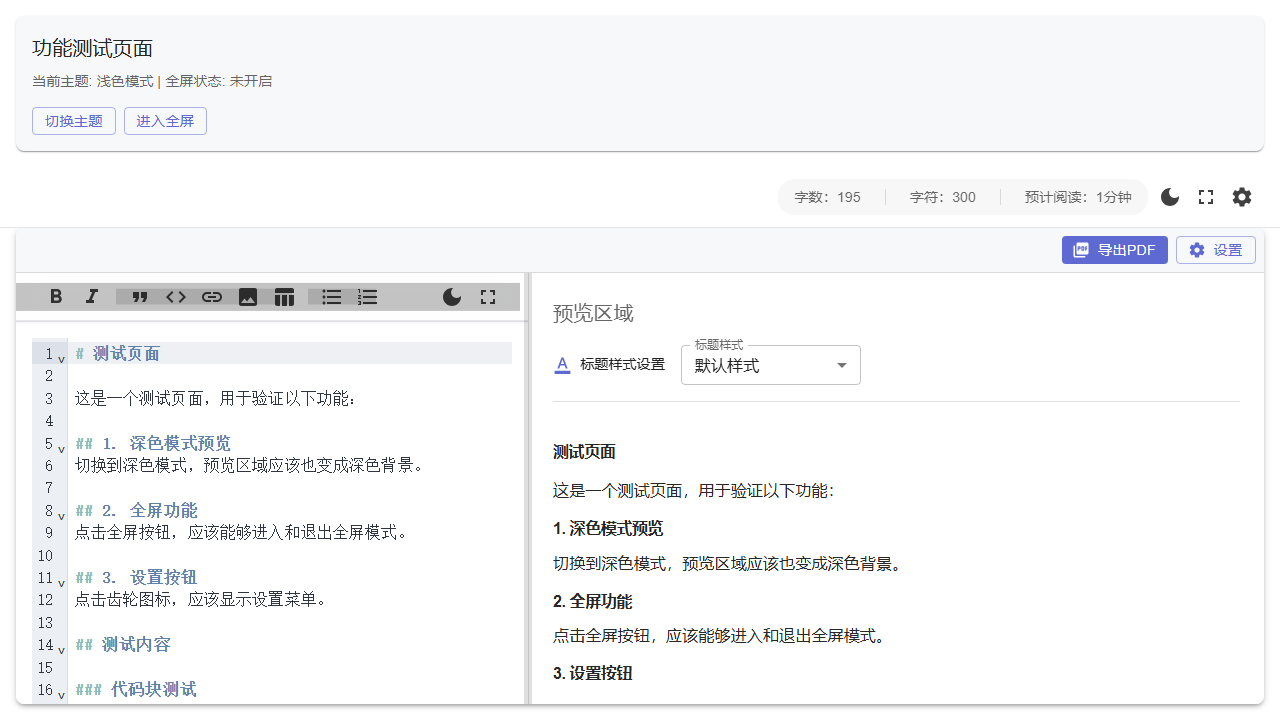 功能测试页面
当前主题: 浅色模式 | 全屏状态: 未开启
切换主题 进入全屏
字数：195 字符：300 预计阅读：1分钟
PDF 导出PDF 设置
B I
1 # 测试页面
2
3 这是一个测试页面，用于验证以下功能：
4
5 ## 1. 深色模式预览
6 切换到深色模式，预览区域应该也变成深色背景。
7
8 ## 2. 全屏功能
9 点击全屏按钮，应该能够进入和退出全屏模式。
10
11 ## 3. 设置按钮
12 点击齿轮图标，应该显示设置菜单。
13
14 ## 测试内容
15
16 ### 代码块测试
预览区域
A 标题样式设置
标题样式
默认样式
测试页面
这是一个测试页面，用于验证以下功能：
1. 深色模式预览
切换到深色模式，预览区域应该也变成深色背景。
2. 全屏功能
点击全屏按钮，应该能够进入和退出全屏模式。
3. 设置按钮